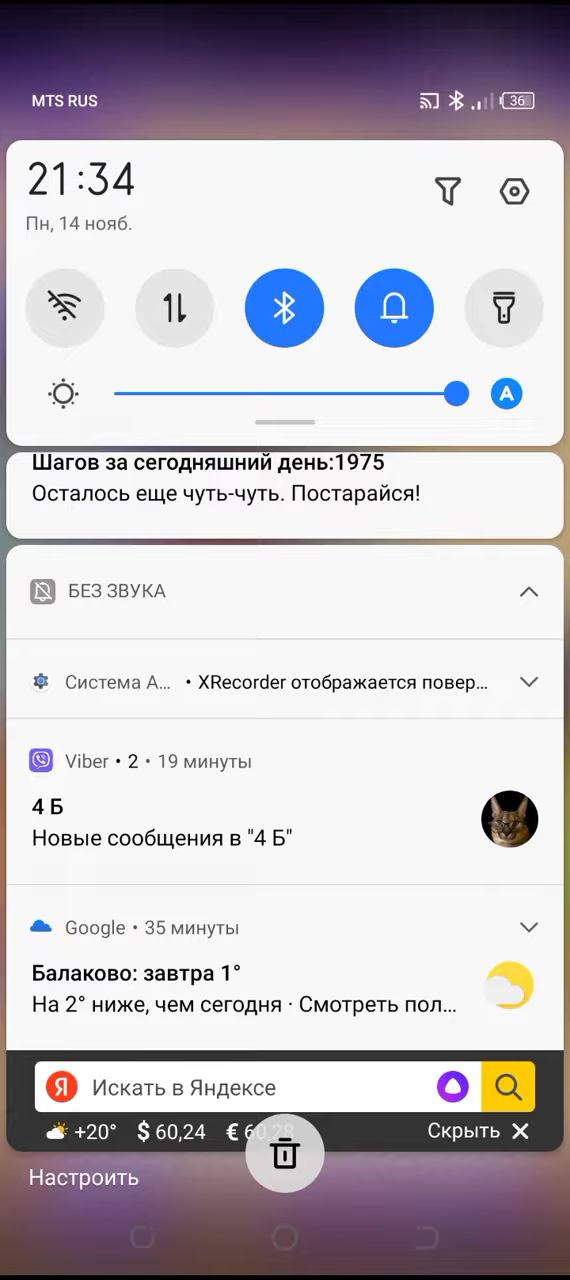 MTS RUS
36
21:34
Пн, 14 нояб.
A
Шагов за сегодняшний день:1975
Осталось еще чуть-чуть. Постарайся!
БЕЗ ЗВУКА
Система A... • XRecorder отображается повер...
Viber • 2 • 19 минуты
4 Б
Новые сообщения в "4 Б"
Google • 35 минуты
Балаково: завтра 1°
На 2° ниже, чем сегодня · Смотреть пол...
Я Искать в Яндексе
+20° $ 60,24 € 60,28 Скрыть
Настроить